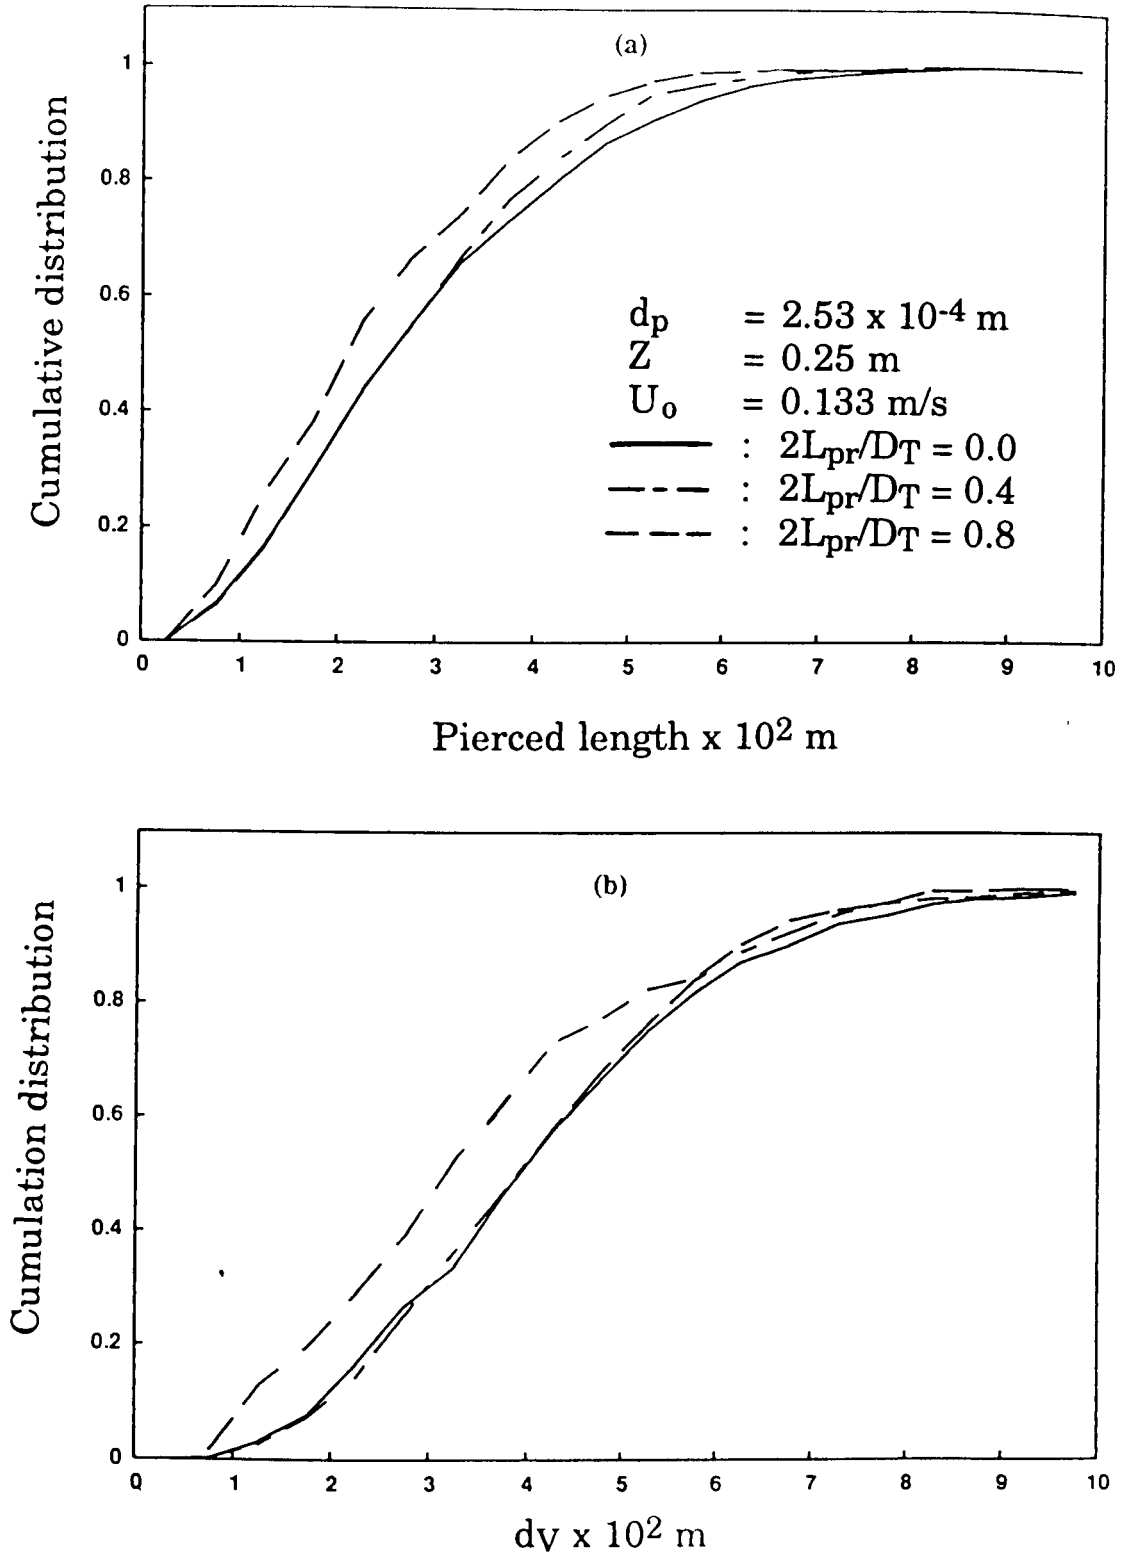 (a)
1
0.8
0.6
0.4
0.2
0
Cumulative distribution
dp = 2.53 x 10-4 m
Z = 0.25 m
Uo = 0.133 m/s
: 2Lpr/DT = 0.0
: 2Lpr/DT = 0.4
: 2Lpr/DT = 0.8
0 1 2 3 4 5 6 7 8 9 10
Pierced length x 102 m
(b)
1
0.8
0.6
0.4
0.2
0
Cumulation distribution
0 1 2 3 4 5 6 7 8 9 10
dV x 102 m